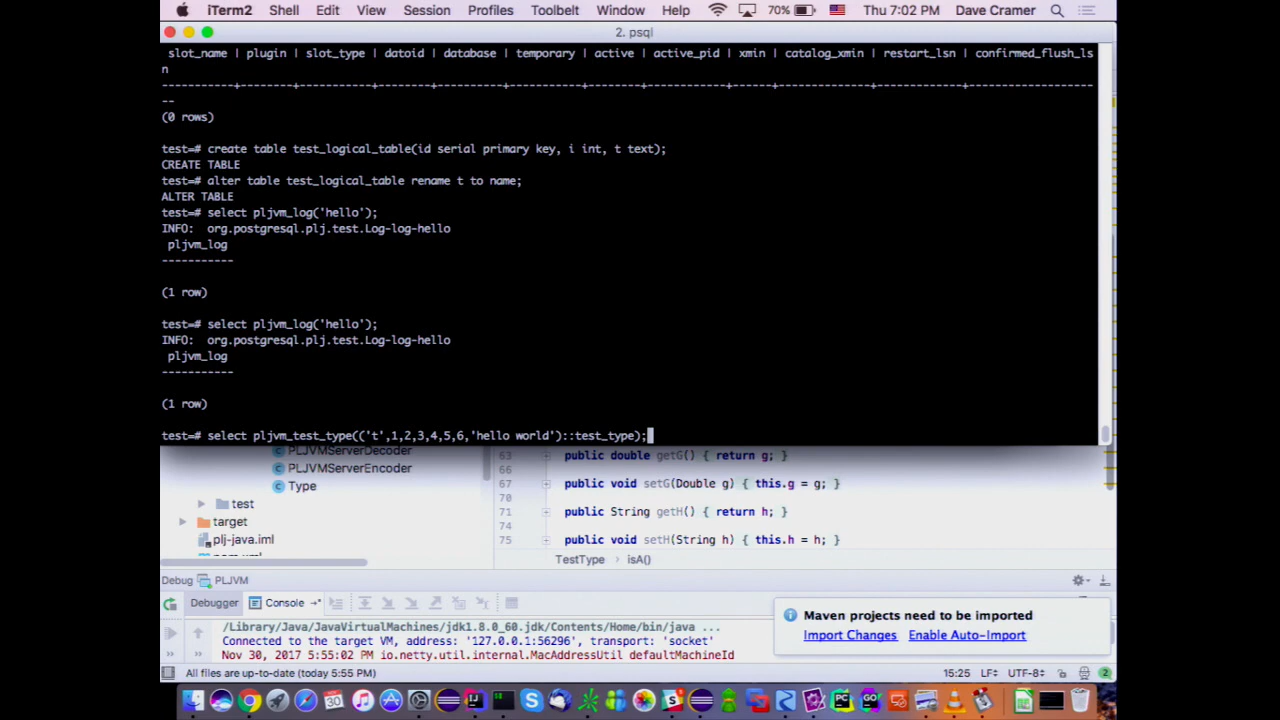 iTerm2 Shell Edit View Session Profiles Toolbelt Window Help 70% Thu 7:02 PM Dave Cramer
2. psql
slot_name | plugin | slot_type | datoid | database | temporary | active | active_pid | xmin | catalog_xmin | restart_lsn | confirmed_flush_ls
n
-----------+--------+-----------+--------+----------+-----------+--------+------------+------+--------------+-------------+-------------------
--
(0 rows)
test=# create table test_logical_table(id serial primary key, i int, t text);
CREATE TABLE
test=# alter table test_logical_table rename t to name;
ALTER TABLE
test=# select pljvm_log('hello');
INFO:  org.postgresql.plj.test.Log-log-hello
pljvm_log
-----------
(1 row)
test=# select pljvm_log('hello');
INFO:  org.postgresql.plj.test.Log-log-hello
pljvm_log
-----------
(1 row)
test=# select pljvm_test_type(('t',1,2,3,4,5,6,'hello world')::test_type);
PLJVMServerDecoder
PLJVMServerEncoder
Type
test
target
plj-java.iml
pom.xml
63 public double getG() { return g; }
66
67 public void setG(Double g) { this.g = g; }
70
71 public String getH() { return h; }
74
75 public void setH(String h) { this.h = h; }
TestType › isA()
Debug PLJVM
Debugger Console
/Library/Java/JavaVirtualMachines/jdk1.8.0_60.jdk/Contents/Home/bin/java ...
Connected to the target VM, address: '127.0.0.1:56296', transport: 'socket'
Nov 30, 2017 5:55:02 PM io.netty.util.internal.MacAddressUtil defaultMachineId
Maven projects need to be imported
Import Changes Enable Auto-Import
All files are up-to-date (today 5:55 PM) 15:25 LF÷ UTF-8÷ 2
30 PC GO